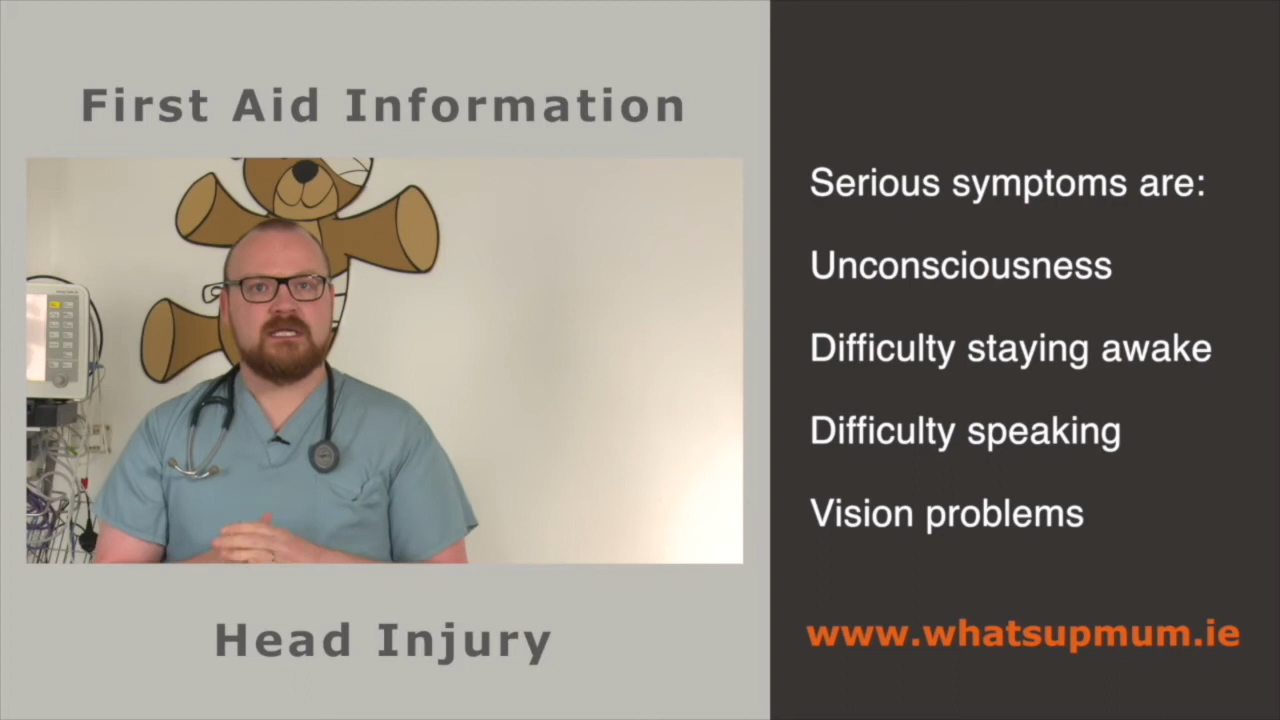 First Aid Information
Head Injury
Serious symptoms are:
Unconsciousness
Difficulty staying awake
Difficulty speaking
Vision problems
www.whatsupmum.ie